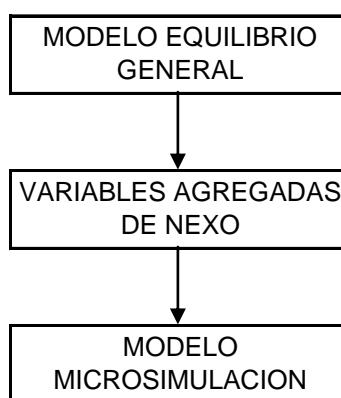 MODELO EQUILIBRIO
GENERAL
VARIABLES AGREGADAS
DE NEXO
MODELO
MICROSIMULACION